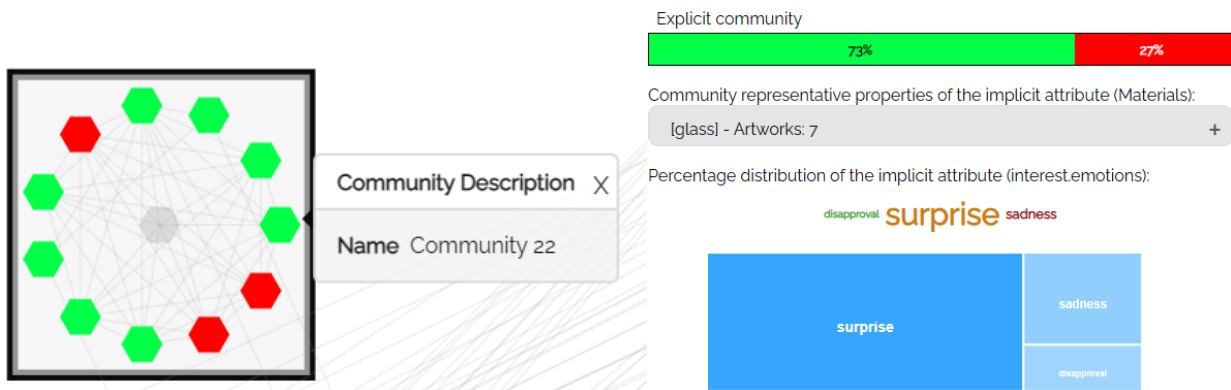 Community Description X
Name Community 22
Explicit community
73% 27%
Community representative properties of the implicit attribute (Materials):
[glass] - Artworks: 7 +
Percentage distribution of the implicit attribute (interest.emotions):
disapproval surprise sadness
surprise
sadness
disapproval